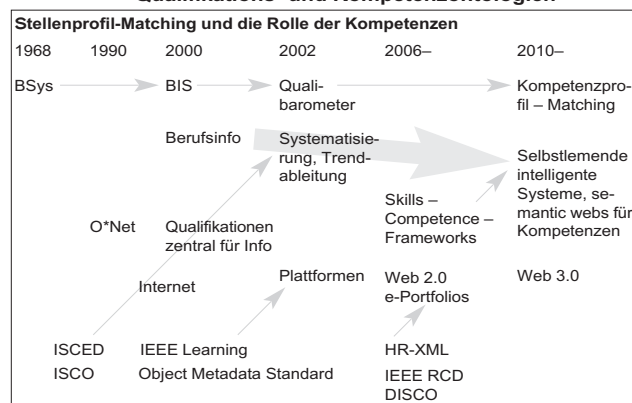 Qualifikations- und Kompetenzontologien
Stellenprofil-Matching und die Rolle der Kompetenzen
1968 1990 2000 2002 2006– 2010–
BSys BIS Quali-
barometer
Kompetenzpro-
fil – Matching
Berufsinfo
Systematisie-
rung, Trend-
ableitung
Selbstlernende
intelligente
Systeme, se-
mantic webs für
Kompetenzen
Skills –
Competence –
Frameworks
O*Net
Qualifikationen
zentral für Info
Internet
Plattformen
Web 2.0
e-Portfolios
Web 3.0
ISCED
ISCO
IEEE Learning
Object Metadata Standard
HR-XML
IEEE RCD
DISCO